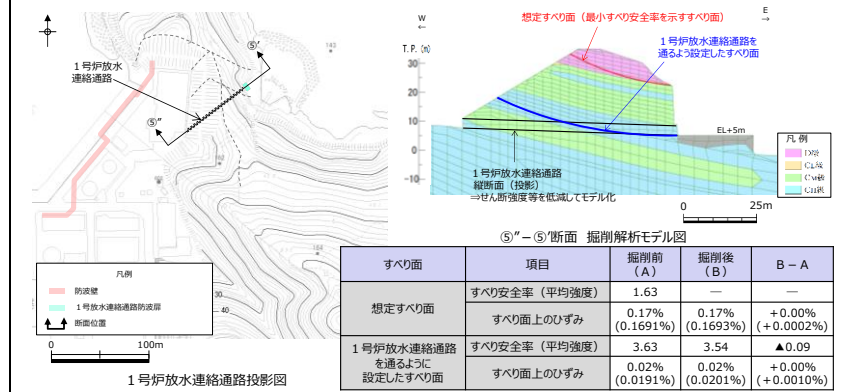 1号炉放水
連絡通路
⑤’
⑤”
143
184
30
40
凡例
防波壁
1号放水連絡通路防波扉
断面位置
0 100m
1号炉放水連絡通路投影図
W
E
想定すべり面（最小すべり安全率を示すすべり面）
1号炉放水連絡通路を
通るよう設定したすべり面
T. P. (m)
30
20
10
0
-10
EL+5m
1号炉放水連絡通路
縦断面（投影）
⇒せん断強度等を低減してモデル化
凡 例
D級
CL級
CM級
CH級
0 25m
⑤”－⑤’断面 掘削解析モデル図
すべり面 項目 掘削前（A） 掘削後（B） B－A
想定すべり面 すべり安全率（平均強度） 1.63 — —
すべり面上のひずみ 0.17% (0.1691%) 0.17% (0.1693%) +0.00% (+0.0002%)
1号炉放水連絡通路を通るように設定したすべり面 すべり安全率（平均強度） 3.63 3.54 ▲0.09
すべり面上のひずみ 0.02% (0.0191%) 0.02% (0.0201%) +0.00% (+0.0010%)